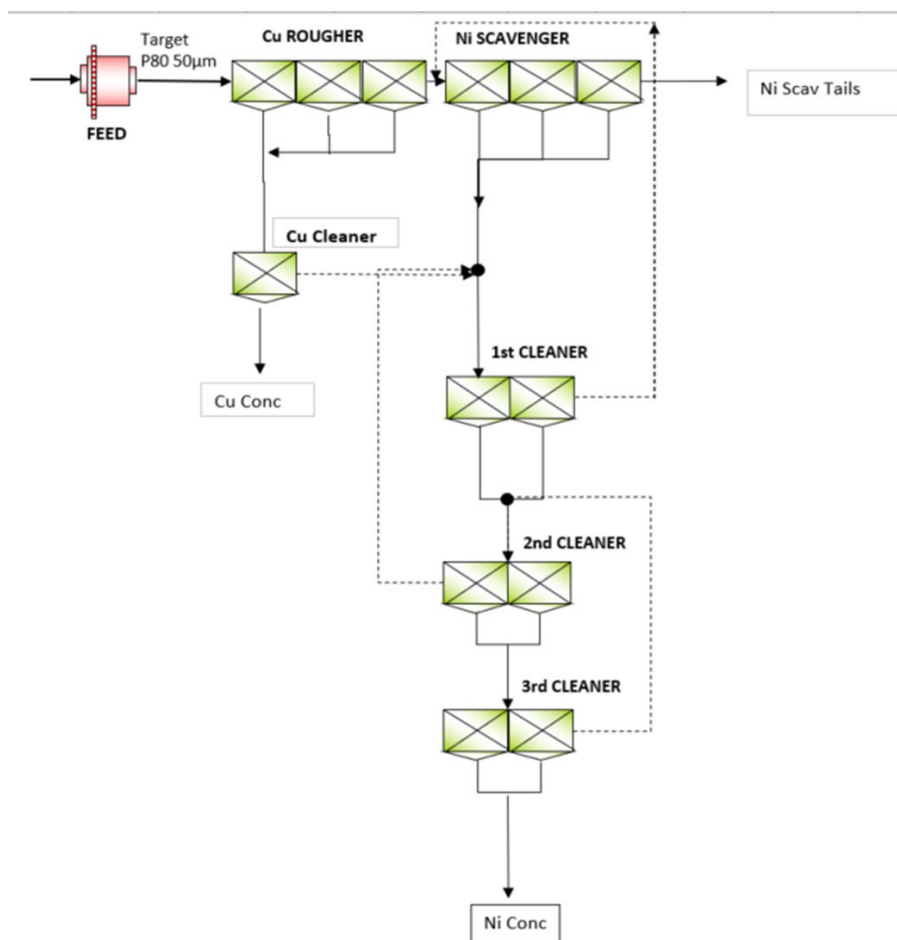 Target
P80 50µm
FEED
Cu ROUGHER
Ni SCAVENGER
Ni Scav Tails
Cu Cleaner
Cu Conc
1st CLEANER
2nd CLEANER
3rd CLEANER
Ni Conc